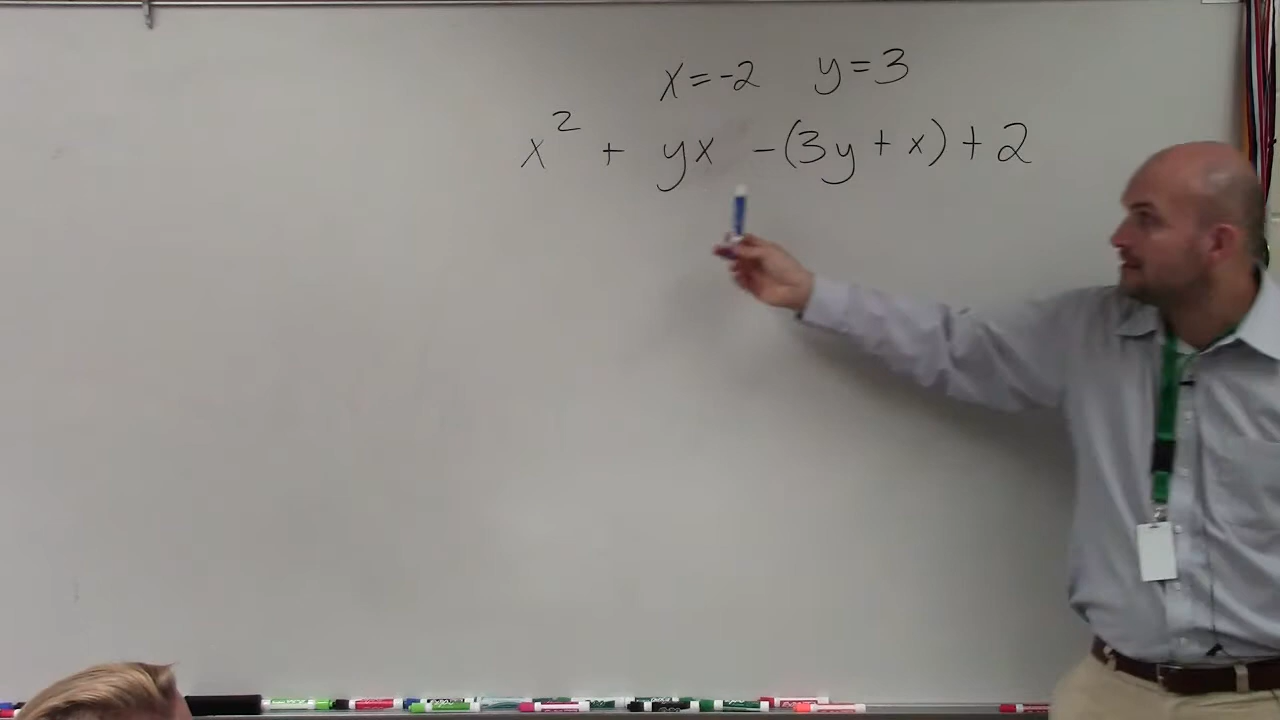 x=-2 y=3
x² + yx -(3y+x)+2